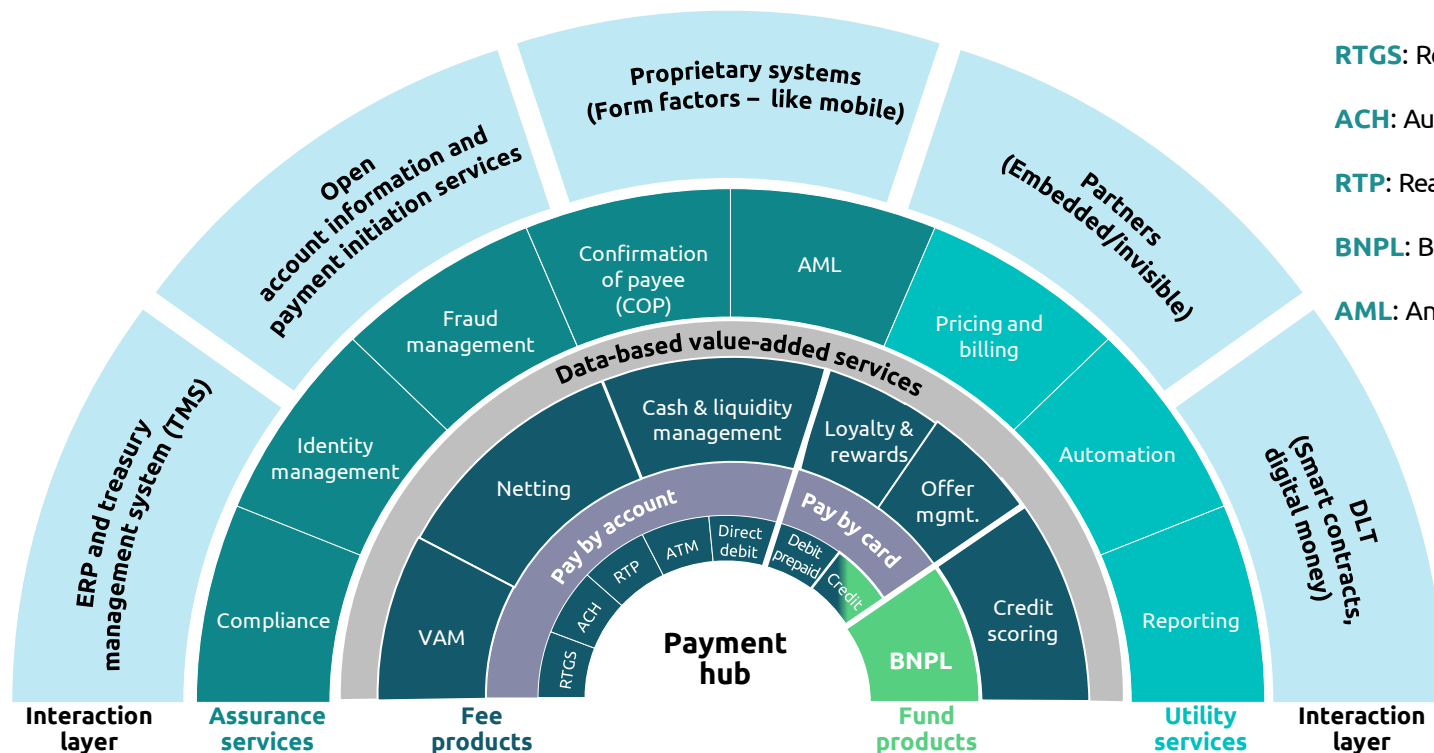 Proprietary systems
(Form factors – like mobile)
Open
account information and
payment initiation services
Partners
(Embedded/invisible)
ERP and treasury
management system (TMS)
DLT
(Smart contracts,
digital money)
RTGS:
ACH:
RTP:
BNPL:
AML:
Confirmation
of payee
(COP)
AML
Fraud
management
Pricing and
billing
Identity
management
Automation
Compliance
Reporting
Data-based value-added services
Cash & liquidity
management
Loyalty &
rewards
Netting
Offer
mgmt.
VAM
Credit
scoring
Pay by account
Pay by card
RTGS
ACH
RTP
ATM
Direct
debit
Debit
prepaid
Credit
BNPL
Payment
hub
Interaction
layer
Assurance
services
Fee
products
Fund
products
Utility
services
Interaction
layer